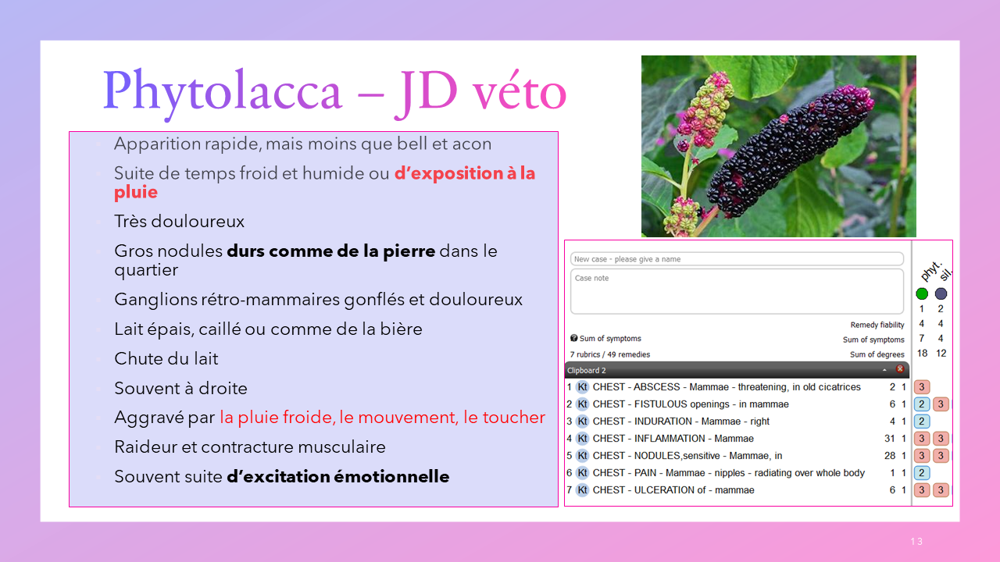 Phytolacca – JD véto
Apparition rapide, mais moins que bell et acon
Suite de temps froid et humide ou d’exposition à la
pluie
Très douloureux
Gros nodules durs comme de la pierre dans le
quartier
Ganglions rétro-mammaires gonflés et douloureux
Lait épais, caillé ou comme de la bière
Chute du lait
Souvent à droite
Aggravé par la pluie froide, le mouvement, le toucher
Raideur et contracture musculaire
Souvent suite d’excitation émotionnelle
New case - please give a name
Case note
phyt.
sil.
1 2
Remedy fiability 4 4
Sum of symptoms Sum of symptoms 7 4
7 rubrics / 49 remedies Sum of degrees 18 12
Clipboard 2
1 Kt CHEST - ABSCESS - Mammae - threatening, in old cicatrices 2 1 3
2 Kt CHEST - FISTULOUS openings - in mammae 6 1 2 3
3 Kt CHEST - INDURATION - Mammae - right 4 1 2
4 Kt CHEST - INFLAMMATION - Mammae 31 1 3 3
5 Kt CHEST - NODULES,sensitive - Mammae, in 28 1 3 3
6 Kt CHEST - PAIN - Mammae - nipples - radiating over whole body 1 1 2
7 Kt CHEST - ULCERATION of - mammae 6 1 3 3
13